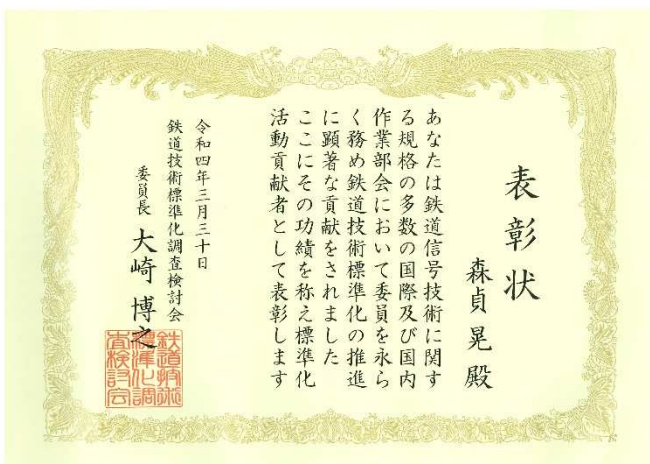 表彰状
森貞晃殿
あなたは鉄道信号技術に関す
る規格の多数の国際及び国内
作業部会において委員を永ら
く務め鉄道技術標準化の推進
に顕著な貢献をされました
ここにその功績を称え標準化
活動貢献者として表彰します
令和四年三月三十日
鉄道技術標準化調査検討会
委員長 大崎博之
鉄道技術
標準化調
査検討会